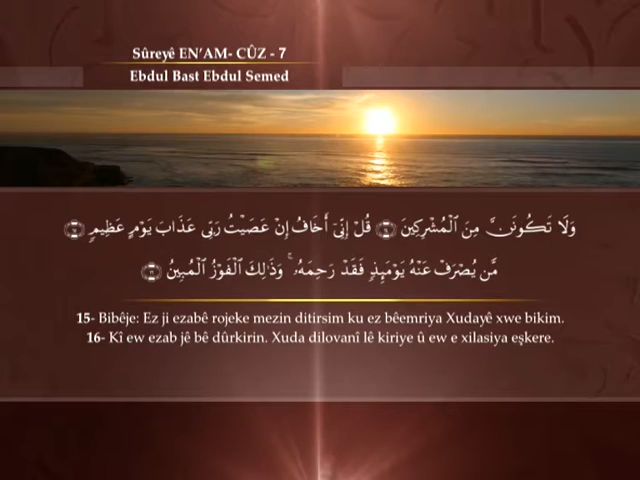 Sûreyê EN'AM- CÛZ - 7
Ebdul Bast Ebdul Semed
وَلَا تَكُونَنَّ مِنَ ٱلْمُشْرِكِينَ ۝١٤ قُلْ إِنِّىٓ أَخَافُ إِنْ عَصَيْتُ رَبِّى عَذَابَ يَوْمٍ عَظِيمٍ ۝١٥
مَّن يُصْرَفْ عَنْهُ يَوْمَئِذٍ فَقَدْ رَحِمَهُۥ ۚ وَذَٰلِكَ ٱلْفَوْزُ ٱلْمُبِينُ ۝١٦
15- Bibêje: Ez ji ezabê rojeke mezin ditirsim ku ez bêemriya Xudayê xwe bikim.
16- Kî ew ezab jê bê dûrkirin. Xuda dilovanî lê kiriye û ew e xilasiya eşkere.